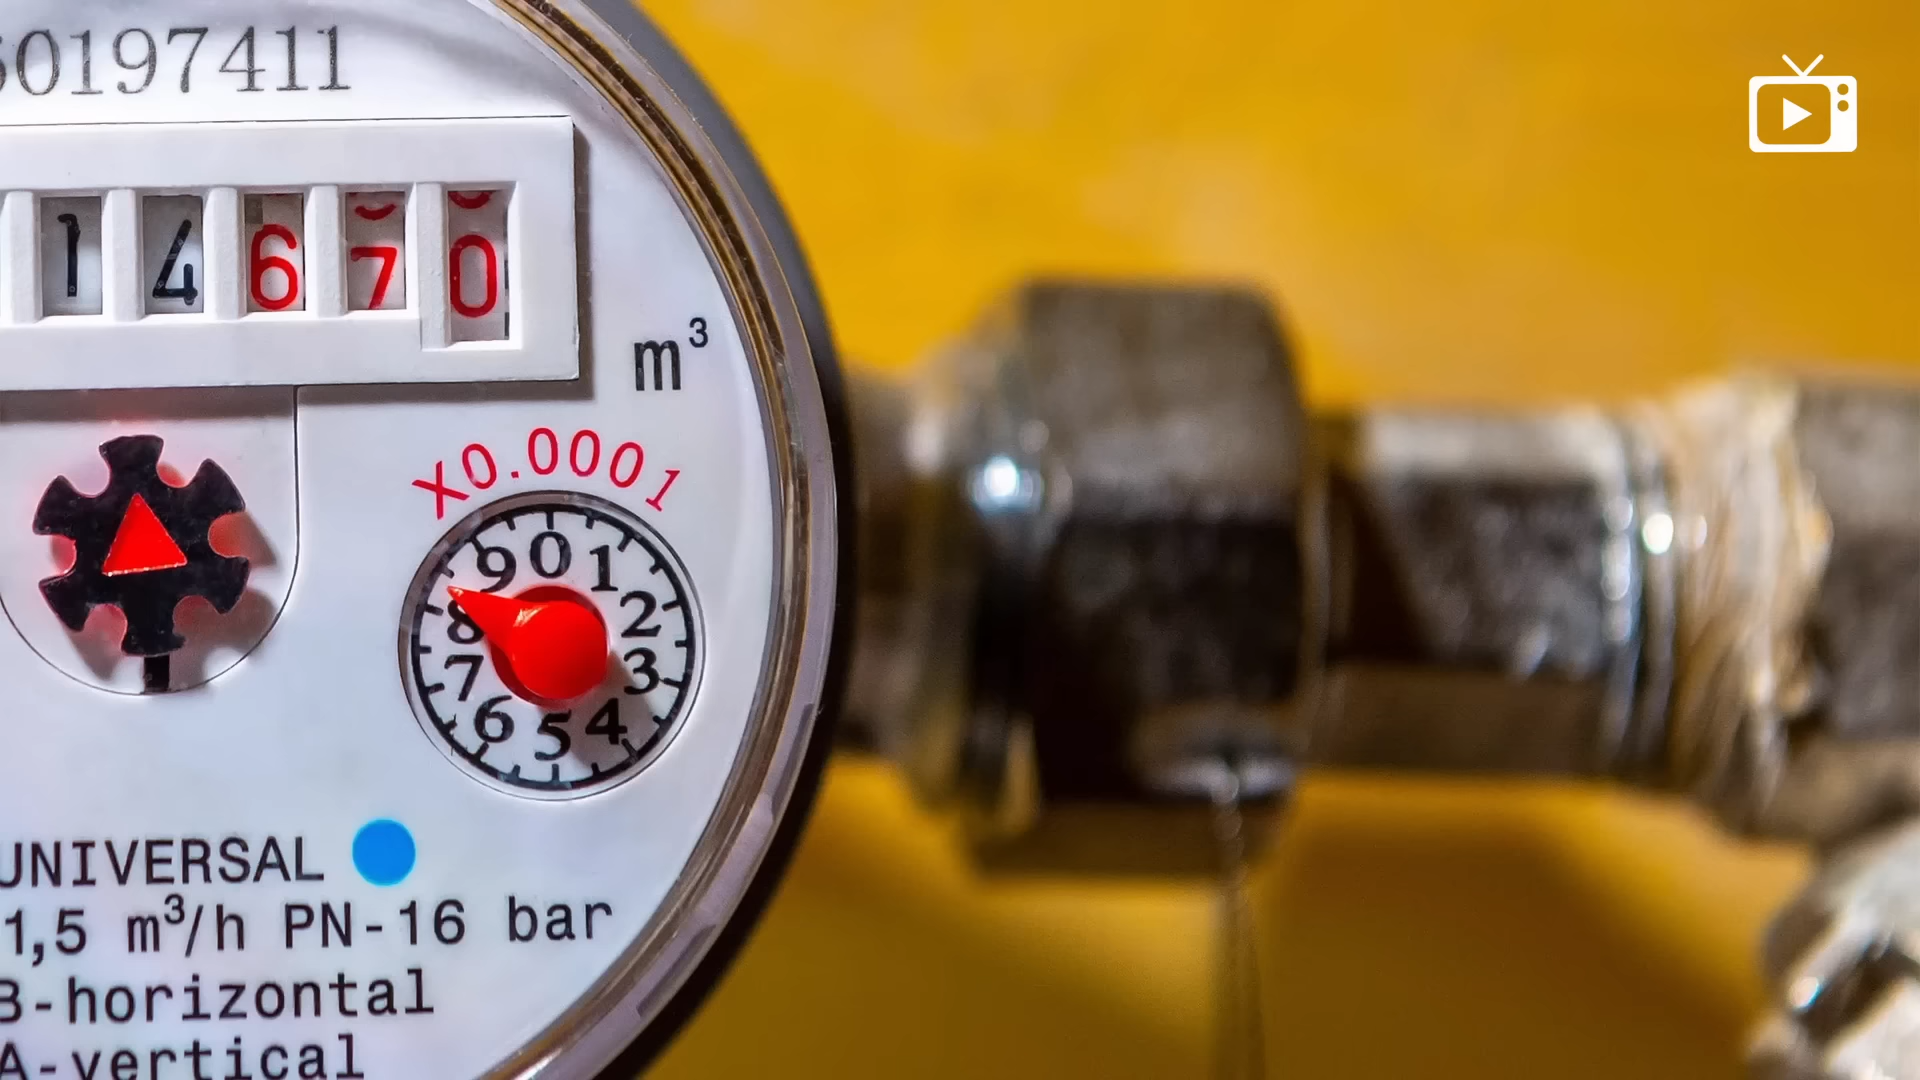 60197411
1 4 6 7 0
m³
X0.0001
0 1 2 3 4 5 6 7 8 9
UNIVERSAL
1,5 m³/h PN-16 bar
B-horizontal
A-vertical